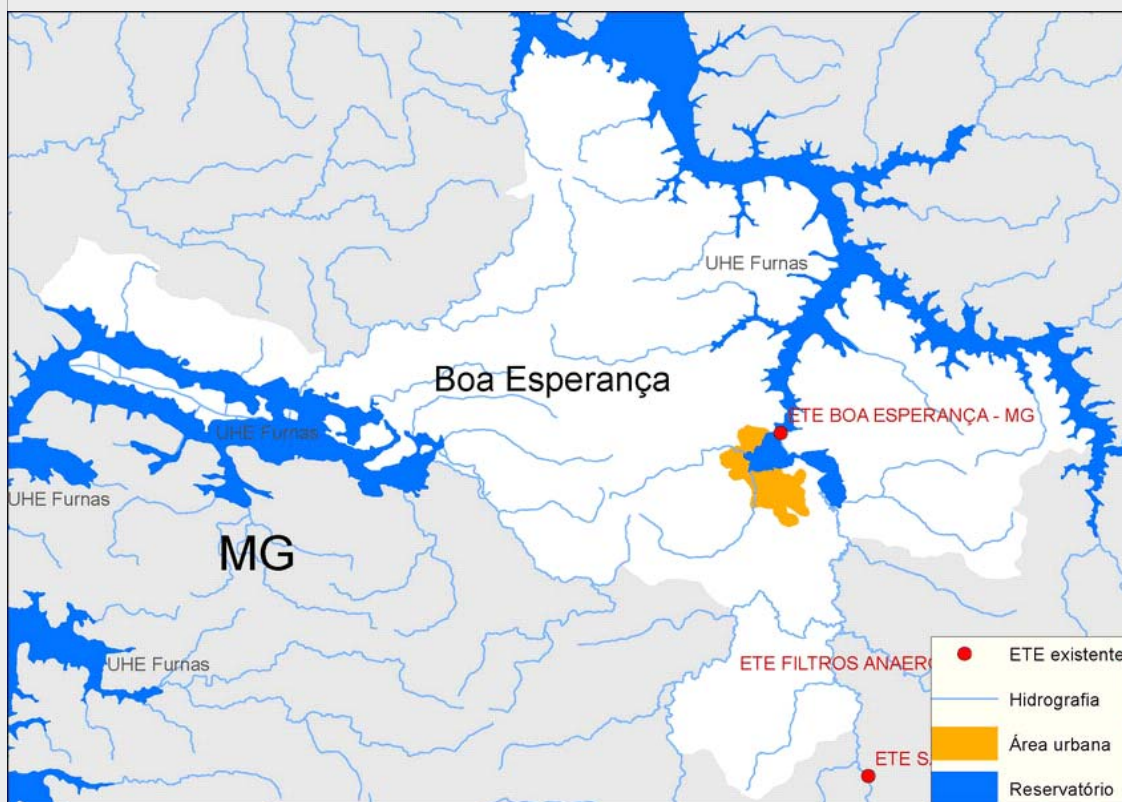 UHE Furnas
Boa Esperança
ETE BOA ESPERANÇA - MG
UHE Furnas
UHE Furnas
MG
UHE Furnas
ETE FILTROS
ETE existente
Hidrografia
ETE
Área urbana
Reservatório